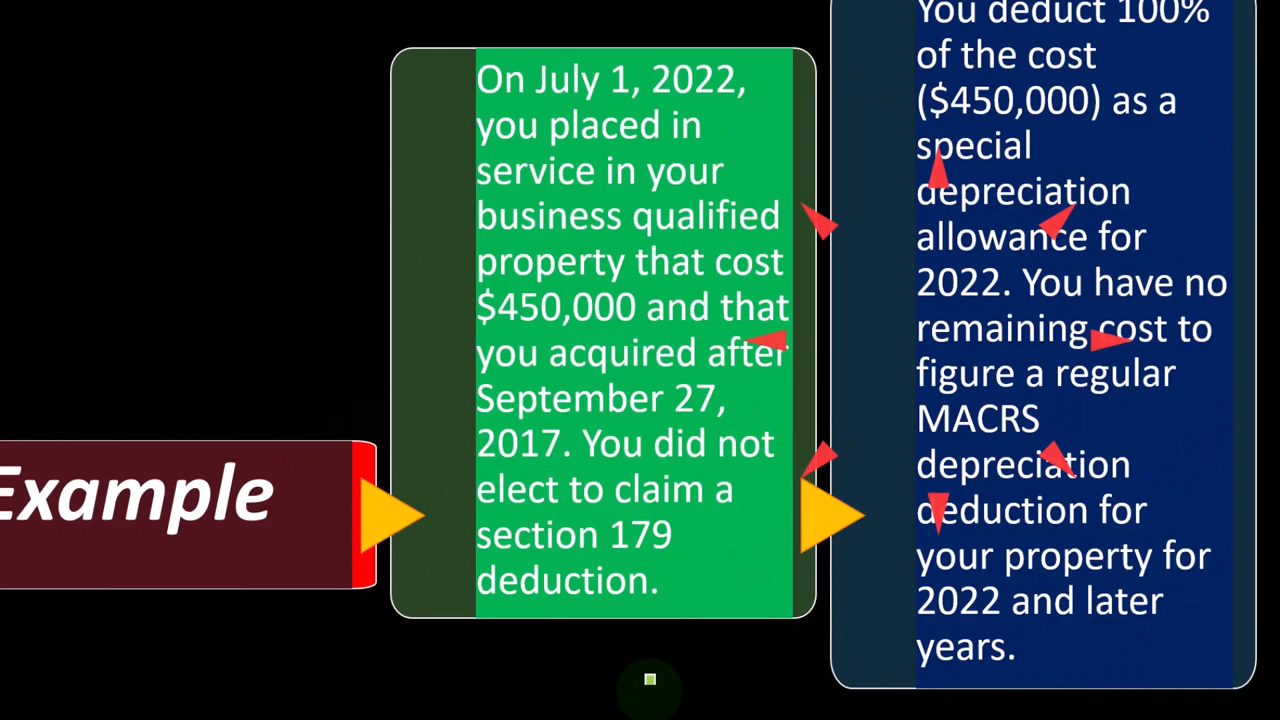 Example
On July 1, 2022,
you placed in
service in your
business qualified
property that cost
$450,000 and that
you acquired after
September 27,
2017. You did not
elect to claim a
section 179
deduction.
You deduct 100%
of the cost
($450,000) as a
special
depreciation
allowance for
2022. You have no
remaining cost to
figure a regular
MACRS
depreciation
deduction for
your property for
2022 and later
years.